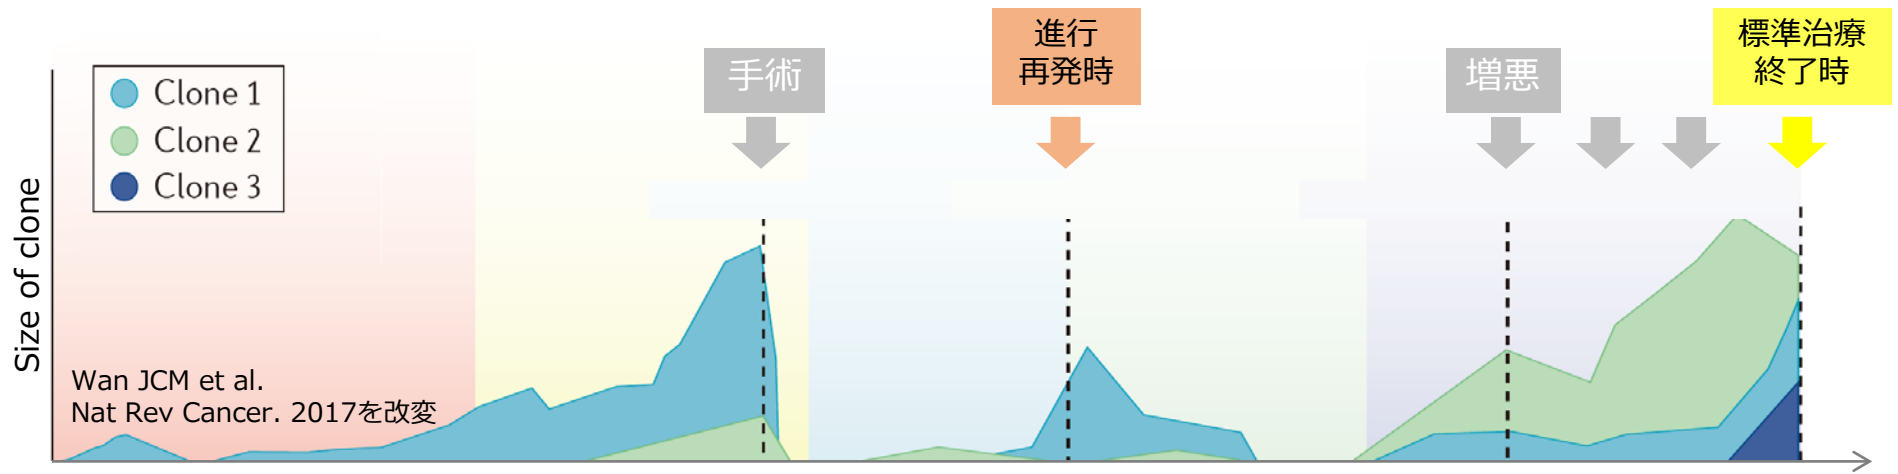 手術
進行
再発時
増悪
標準治療
終了時
Clone 1
Clone 2
Clone 3
Size of clone
Wan JCM et al.
Nat Rev Cancer. 2017を改変